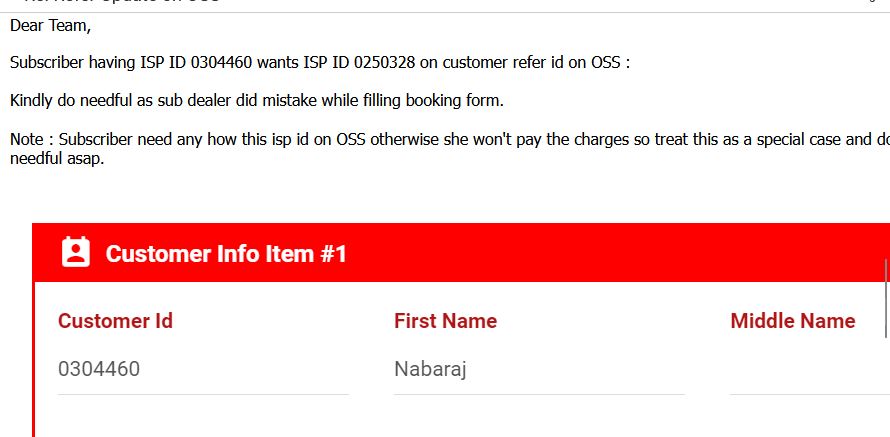 Dear Team,
Subscriber having ISP ID 0304460 wants ISP ID 0250328 on customer refer id on OSS :
Kindly do needful as sub dealer did mistake while filling booking form.
Note : Subscriber need any how this isp id on OSS otherwise she won't pay the charges so treat this as a special case and do
needful asap.
Customer Info Item #1
Customer Id First Name Middle Name
0304460 Nabaraj